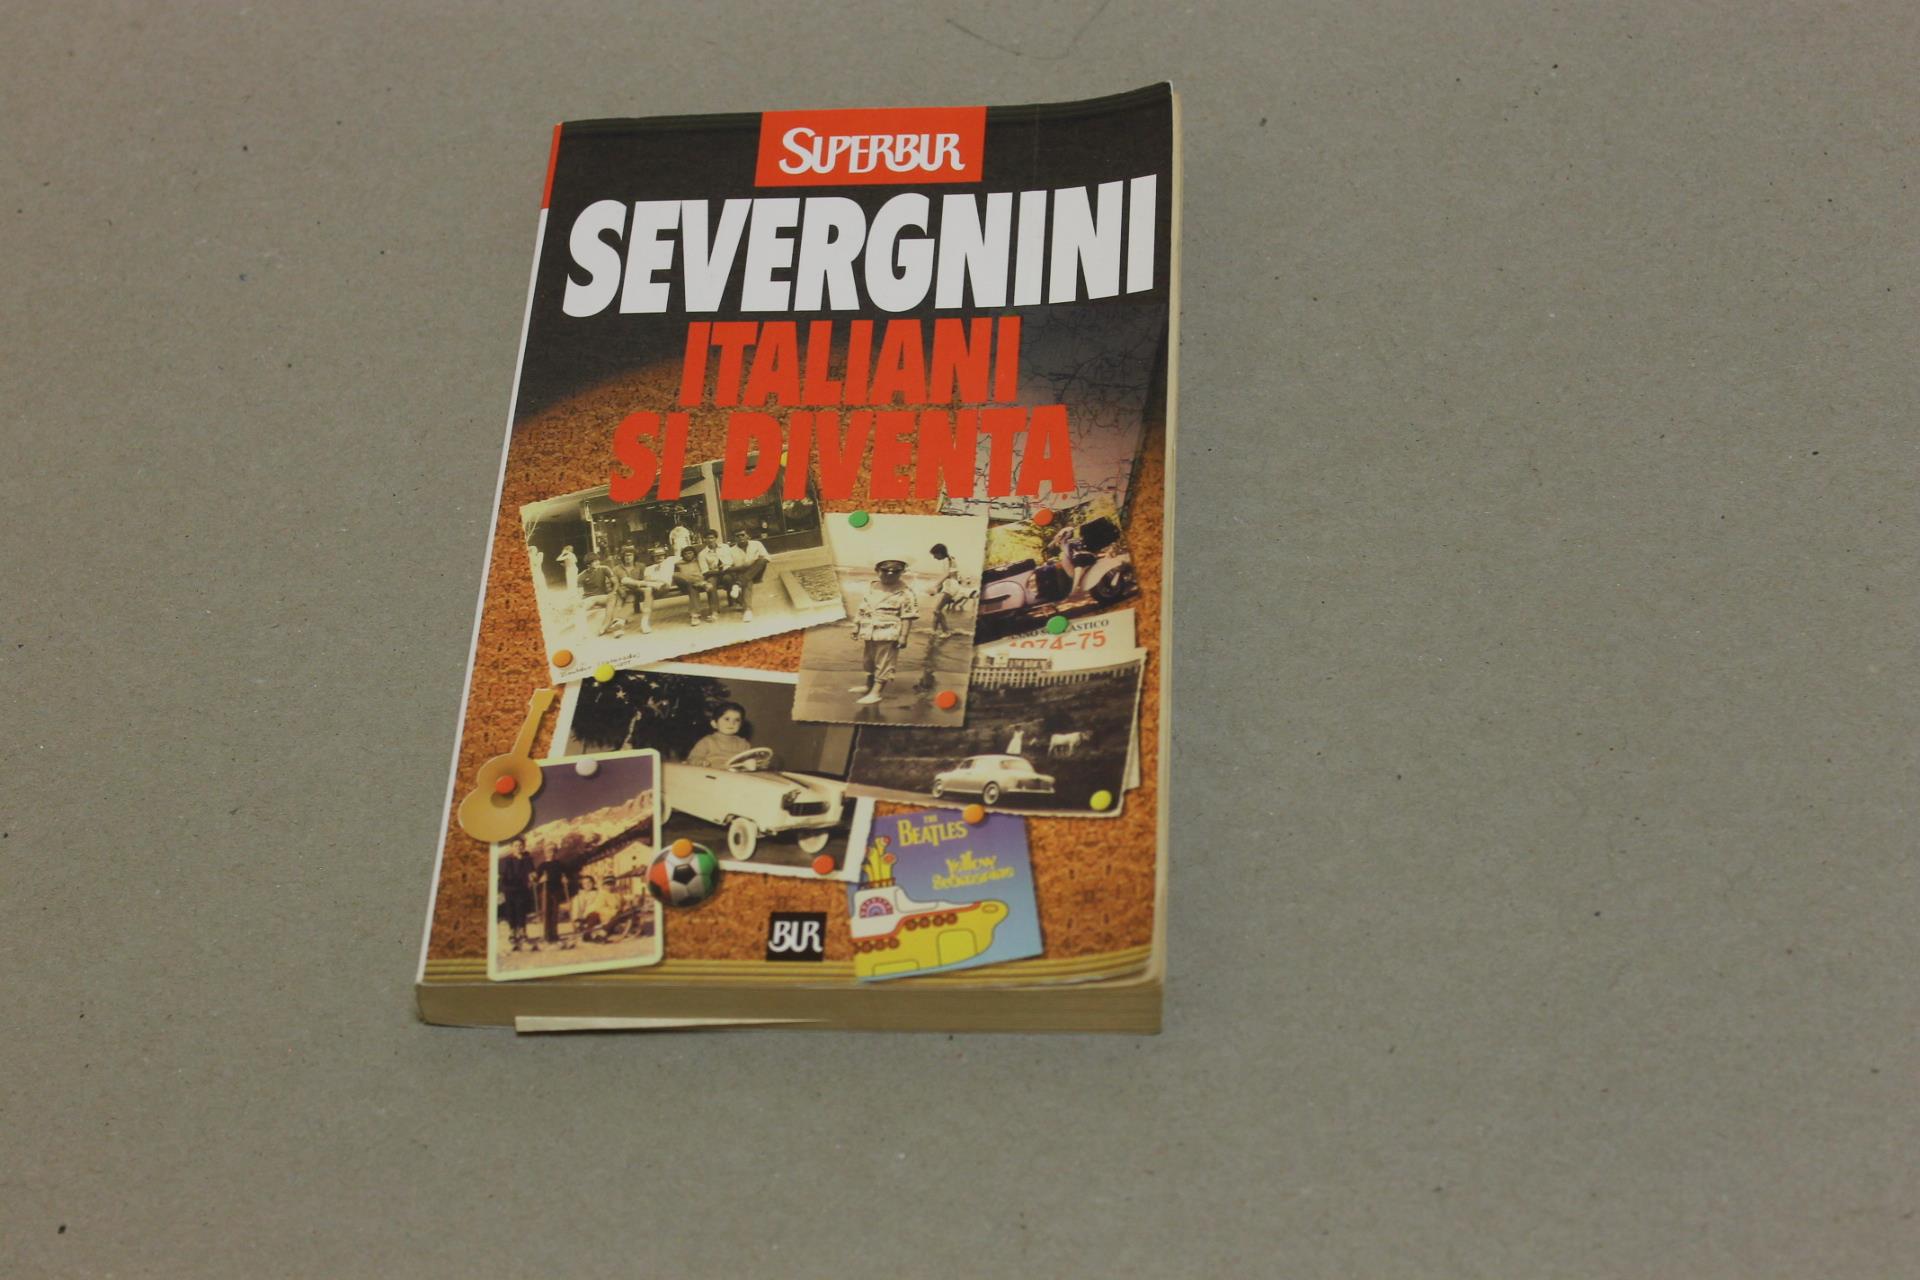 SUPERBUR
SEVERGNINI
ITALIANI
SI DIVENTA
1974-75
THE
BEATLES
Yellow
Submarine
BUR